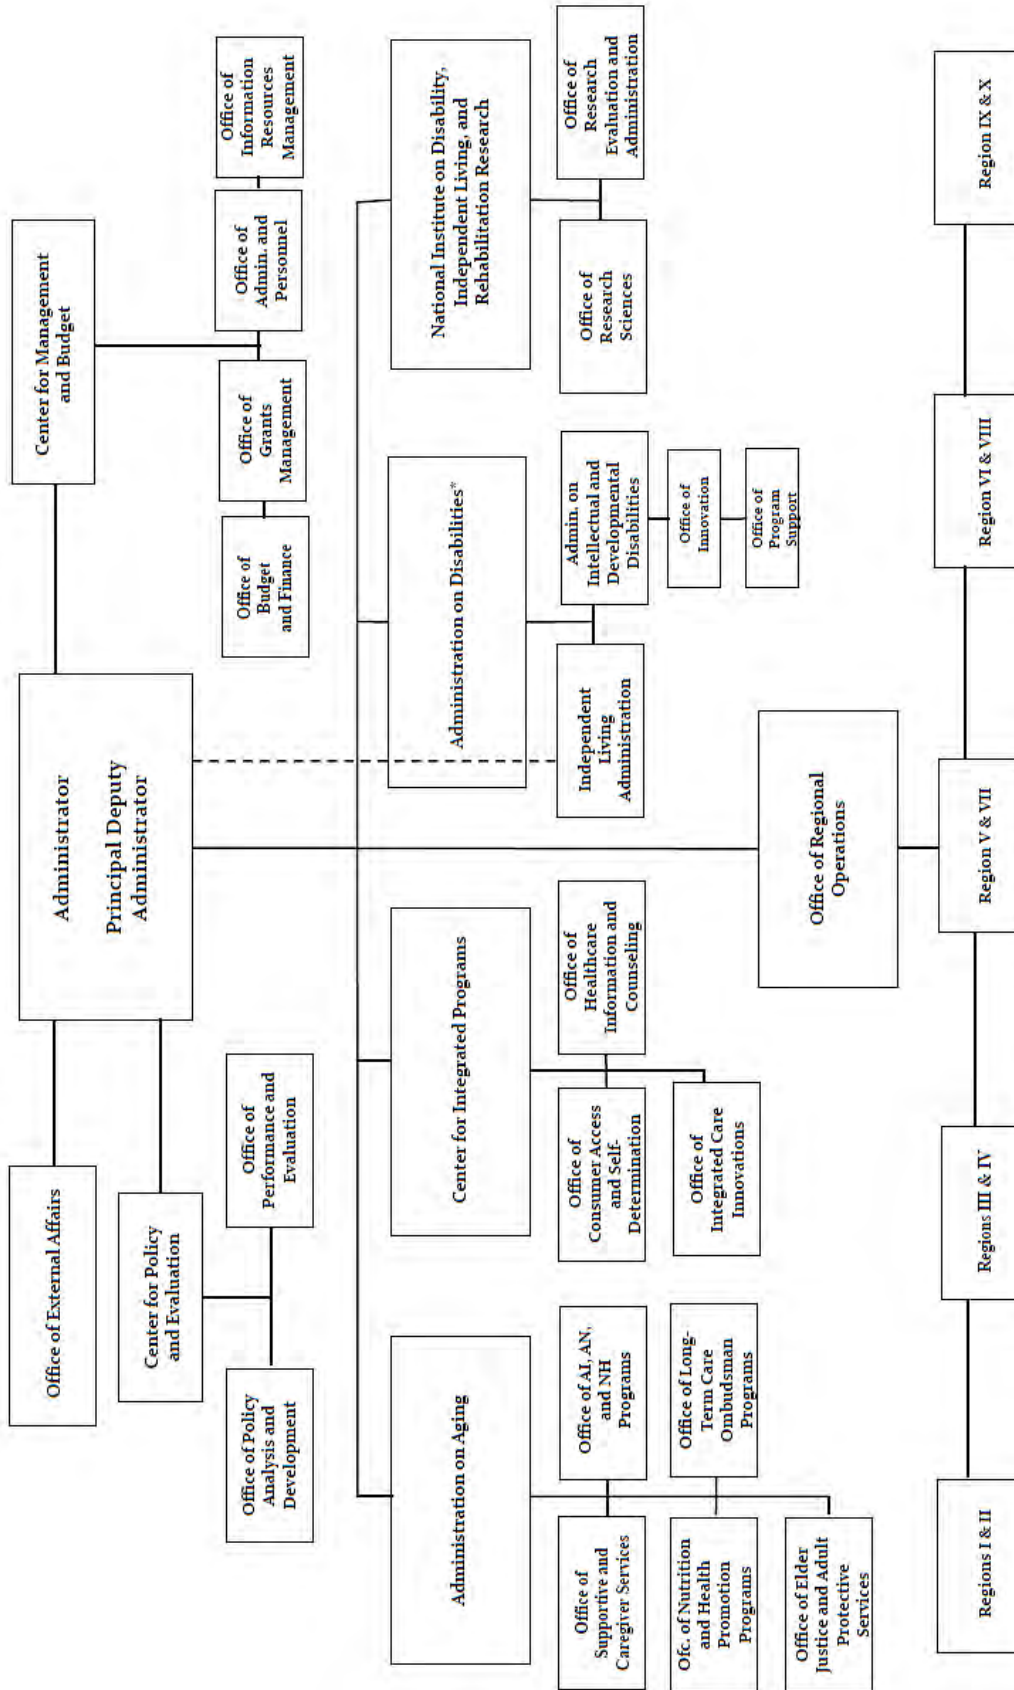 Office of External Affairs
Administrator
Principal Deputy
Administrator
Center for Management
and Budget
Center for Policy
and Evaluation
Office of Policy
Analysis and
Development
Office of
Performance and
Evaluation
Office of
Budget
and Finance
Office of
Grants
Management
Office of
Admin. and
Personnel
Office of
Information
Resources
Management
Administration on Aging
Center for Integrated Programs
Administration on Disabilities*
National Institute on Disability,
Independent Living, and
Rehabilitation Research
Office of
Supportive and
Caregiver Services
Office of AI, AN,
and NH
Programs
Ofc. of Nutrition
and Health
Promotion
Programs
Office of Long-
Term Care
Ombudsman
Programs
Office of Elder
Justice and Adult
Protective
Services
Office of
Consumer Access
and Self-
Determination
Office of
Healthcare
Information and
Counseling
Office of
Integrated Care
Innovations
Independent
Living
Administration
Admin. on
Intellectual and
Developmental
Disabilities
Office of
Innovation
Office of
Program
Support
Office of
Research
Sciences
Office of
Research
Evaluation and
Administration
Office of Regional
Operations
Regions I & II
Regions III & IV
Region V & VII
Region VI & VIII
Region IX & X